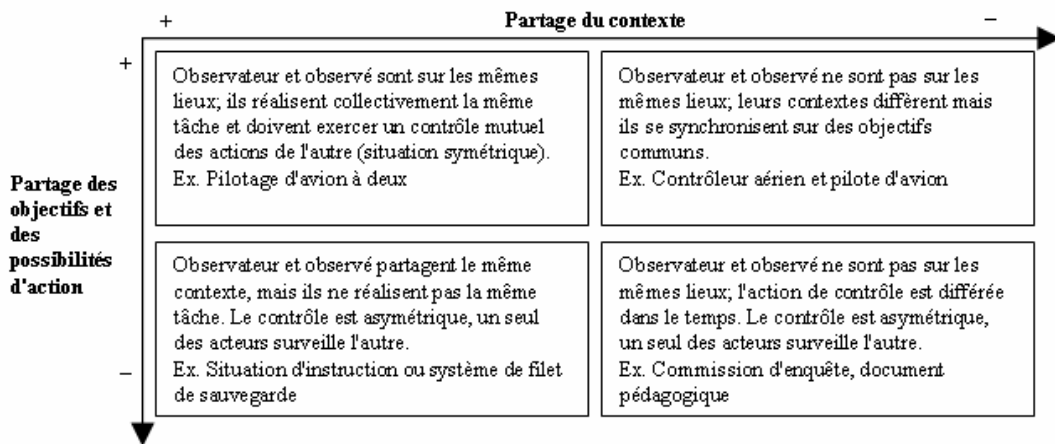 + Partage du contexte −
+
Observateur et observé sont sur les mêmes
lieux; ils réalisent collectivement la même
tâche et doivent exercer un contrôle mutuel
des actions de l'autre (situation symétrique).
Ex. Pilotage d'avion à deux
Observateur et observé ne sont pas sur les
mêmes lieux; leurs contextes diffèrent mais
ils se synchronisent sur des objectifs
communs.
Ex. Contrôleur aérien et pilote d'avion
Partage des
objectifs et
des
possibilités
d'action
Observateur et observé partagent le même
contexte, mais ils ne réalisent pas la même
tâche. Le contrôle est asymétrique, un seul
des acteurs surveille l'autre.
Ex. Situation d'instruction ou système de filet
de sauvegarde
Observateur et observé ne sont pas sur les
mêmes lieux; l'action de contrôle est différée
dans le temps. Le contrôle est asymétrique,
un seul des acteurs surveille l'autre.
Ex. Commission d'enquête, document
pédagogique
−